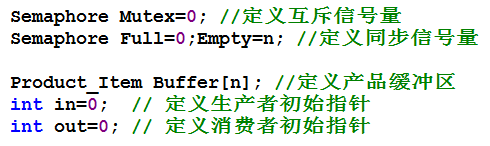 Semaphore Mutex=0; //定义互斥信号量
Semaphore Full=0;Empty=n; //定义同步信号量
Product_Item Buffer[n]; //定义产品缓冲区
int in=0; // 定义生产者初始指针
int out=0; // 定义消费者初始指针